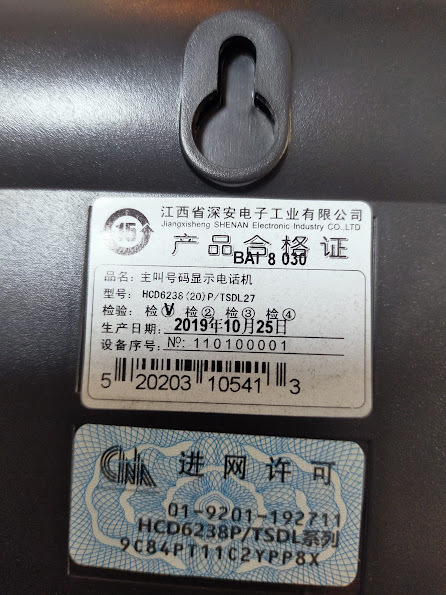 15
江西省深安电子工业有限公司
Jiangxisheng SHENAN Electronic Industry CO.LTD
产品合格证
BAI 8 030
品名: 主叫号码显示电话机
型号: HCD6238(20)P/TSDL27
检验: 检① V 检② 检③ 检④
生产日期: 2019年10月25日
设备序号: №: 110100001
5 20203 10541 3
CNA 进网许可
01-9201-192711
HCD6238P/TSDL系列
9C84PT11C2YPP8X